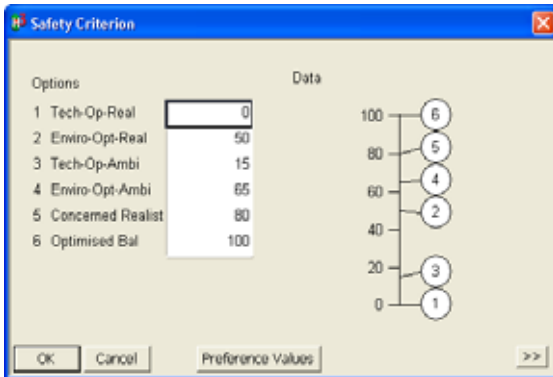 Safety Criterion
Options
1 Tech-Op-Real 0
2 Enviro-Opt-Real 50
3 Tech-Op-Ambi 15
4 Enviro-Opt-Ambi 65
5 Concerned Realist 80
6 Optimised Bal 100
Data
100 6
80 5
4
60
2
40
20
3
0 1
OK Cancel Preference Values >>